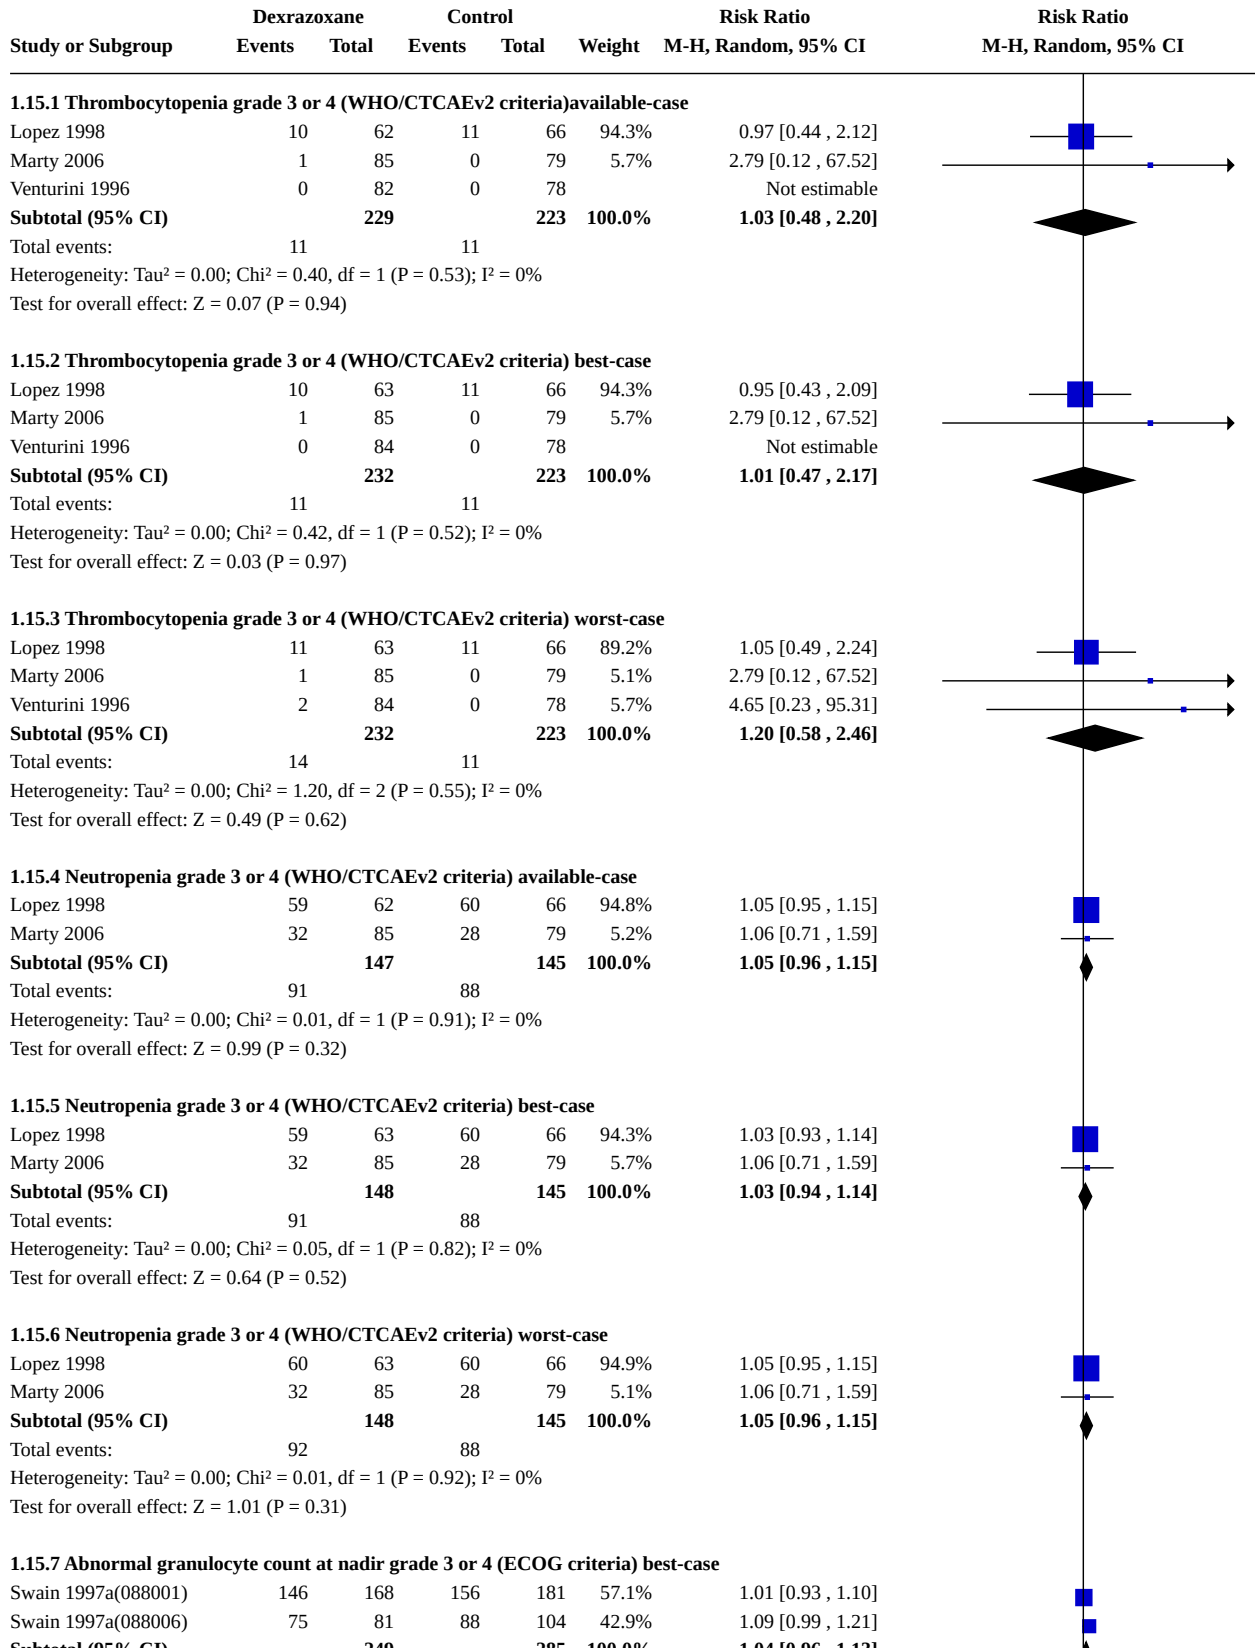 Dexrazoxane Control Risk Ratio Risk Ratio
Study or Subgroup Events Total Events Total Weight M-H, Random, 95% CI M-H, Random, 95% CI
1.15.1 Thrombocytopenia grade 3 or 4 (WHO/CTCAEv2 criteria)available-case
Lopez 1998 10 62 11 66 94.3% 0.97 [0.44 , 2.12]
Marty 2006 1 85 0 79 5.7% 2.79 [0.12 , 67.52]
Venturini 1996 0 82 0 78 Not estimable
Subtotal (95% CI) 229 223 100.0% 1.03 [0.48 , 2.20]
Total events: 11 11
Heterogeneity: Tau² = 0.00; Chi² = 0.40, df = 1 (P = 0.53); I² = 0%
Test for overall effect: Z = 0.07 (P = 0.94)
1.15.2 Thrombocytopenia grade 3 or 4 (WHO/CTCAEv2 criteria) best-case
Lopez 1998 10 63 11 66 94.3% 0.95 [0.43 , 2.09]
Marty 2006 1 85 0 79 5.7% 2.79 [0.12 , 67.52]
Venturini 1996 0 84 0 78 Not estimable
Subtotal (95% CI) 232 223 100.0% 1.01 [0.47 , 2.17]
Total events: 11 11
Heterogeneity: Tau² = 0.00; Chi² = 0.42, df = 1 (P = 0.52); I² = 0%
Test for overall effect: Z = 0.03 (P = 0.97)
1.15.3 Thrombocytopenia grade 3 or 4 (WHO/CTCAEv2 criteria) worst-case
Lopez 1998 11 63 11 66 89.2% 1.05 [0.49 , 2.24]
Marty 2006 1 85 0 79 5.1% 2.79 [0.12 , 67.52]
Venturini 1996 2 84 0 78 5.7% 4.65 [0.23 , 95.31]
Subtotal (95% CI) 232 223 100.0% 1.20 [0.58 , 2.46]
Total events: 14 11
Heterogeneity: Tau² = 0.00; Chi² = 1.20, df = 2 (P = 0.55); I² = 0%
Test for overall effect: Z = 0.49 (P = 0.62)
1.15.4 Neutropenia grade 3 or 4 (WHO/CTCAEv2 criteria) available-case
Lopez 1998 59 62 60 66 94.8% 1.05 [0.95 , 1.15]
Marty 2006 32 85 28 79 5.2% 1.06 [0.71 , 1.59]
Subtotal (95% CI) 147 145 100.0% 1.05 [0.96 , 1.15]
Total events: 91 88
Heterogeneity: Tau² = 0.00; Chi² = 0.01, df = 1 (P = 0.91); I² = 0%
Test for overall effect: Z = 0.99 (P = 0.32)
1.15.5 Neutropenia grade 3 or 4 (WHO/CTCAEv2 criteria) best-case
Lopez 1998 59 63 60 66 94.3% 1.03 [0.93 , 1.14]
Marty 2006 32 85 28 79 5.7% 1.06 [0.71 , 1.59]
Subtotal (95% CI) 148 145 100.0% 1.03 [0.94 , 1.14]
Total events: 91 88
Heterogeneity: Tau² = 0.00; Chi² = 0.05, df = 1 (P = 0.82); I² = 0%
Test for overall effect: Z = 0.64 (P = 0.52)
1.15.6 Neutropenia grade 3 or 4 (WHO/CTCAEv2 criteria) worst-case
Lopez 1998 60 63 60 66 94.9% 1.05 [0.95 , 1.15]
Marty 2006 32 85 28 79 5.1% 1.06 [0.71 , 1.59]
Subtotal (95% CI) 148 145 100.0% 1.05 [0.96 , 1.15]
Total events: 92 88
Heterogeneity: Tau² = 0.00; Chi² = 0.01, df = 1 (P = 0.92); I² = 0%
Test for overall effect: Z = 1.01 (P = 0.31)
1.15.7 Abnormal granulocyte count at nadir grade 3 or 4 (ECOG criteria) best-case
Swain 1997a(088001) 146 168 156 181 57.1% 1.01 [0.93 , 1.10]
Swain 1997a(088006) 75 81 88 104 42.9% 1.09 [0.99 , 1.21]
Subtotal (95% CI) 249 285 100.0%